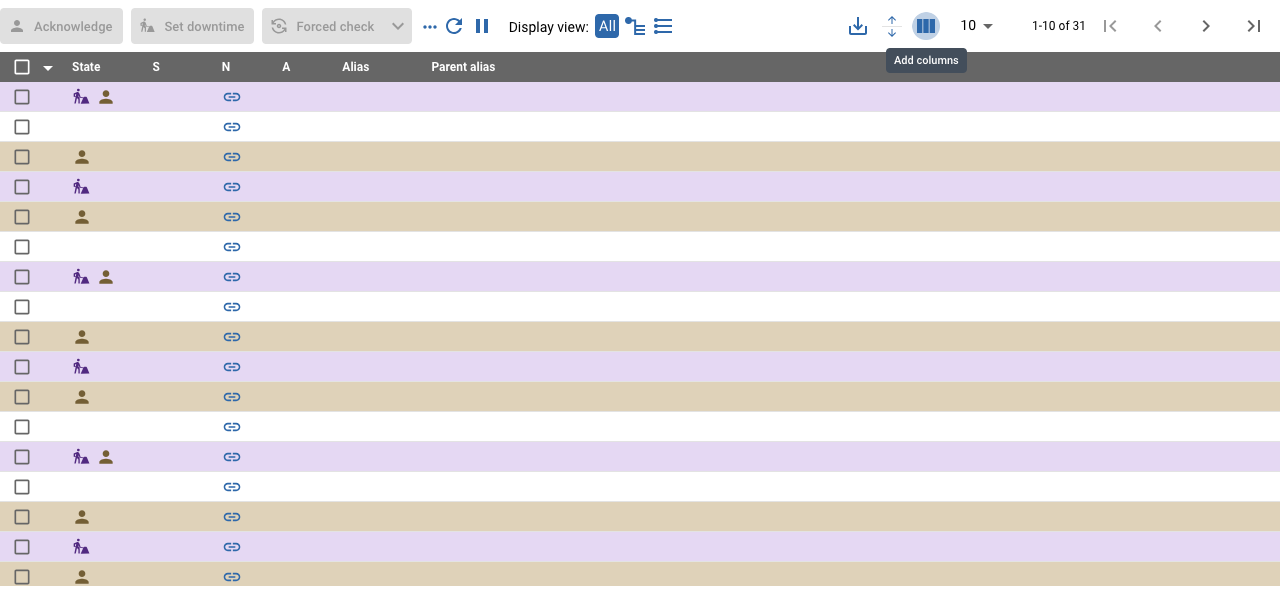 Acknowledge Set downtime Forced check Display view: All 10 1-10 of 31
Add columns
State S N A Alias Parent alias